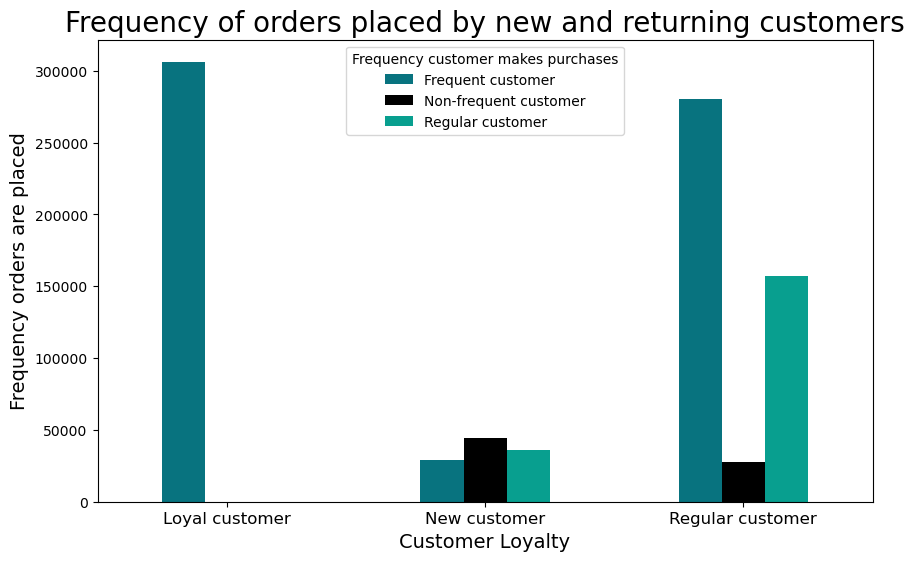 Frequency of orders placed by new and returning customers
Frequency customer makes purchases
Frequent customer
Non-frequent customer
Regular customer
Frequency orders are placed
300000
250000
200000
150000
100000
50000
0
Loyal customer
New customer
Regular customer
Customer Loyalty